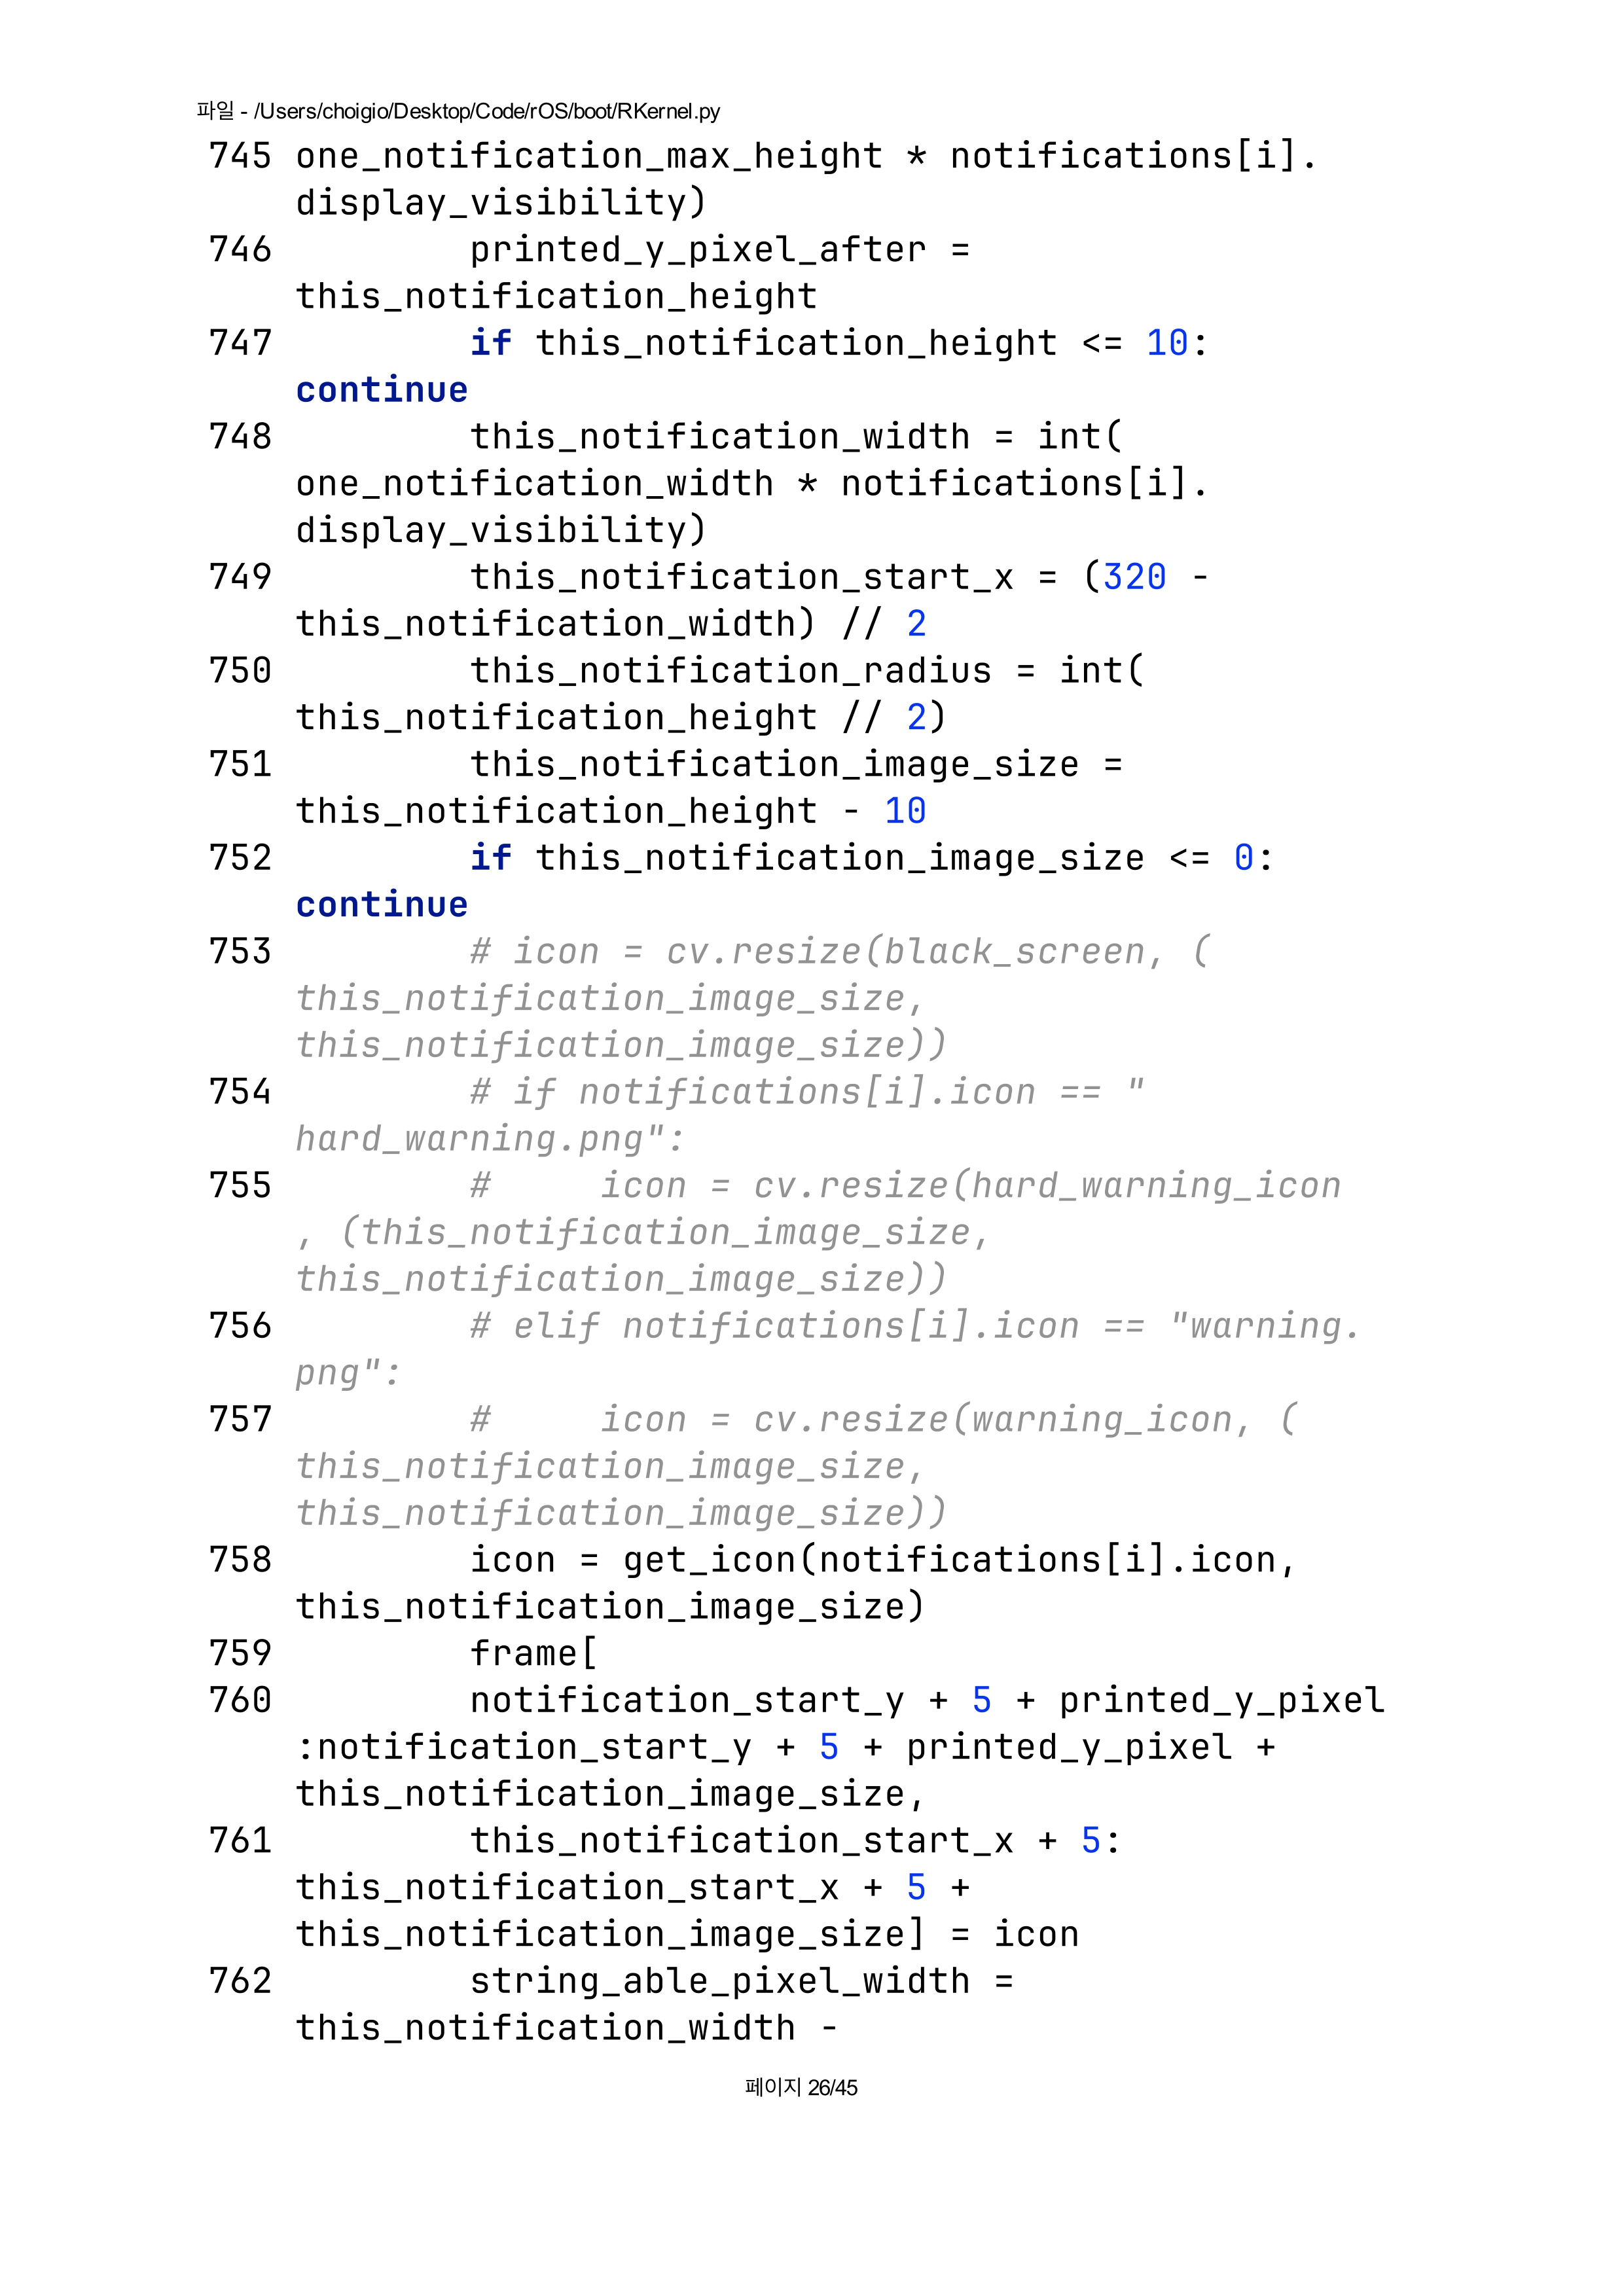 파일 - /Users/choigio/Desktop/Code/rOS/boot/RKernel.py
745 one_notification_max_height * notifications[i].
display_visibility)
746         printed_y_pixel_after =
this_notification_height
747         if this_notification_height <= 10:
continue
748         this_notification_width = int(
one_notification_width * notifications[i].
display_visibility)
749         this_notification_start_x = (320 -
this_notification_width) // 2
750         this_notification_radius = int(
this_notification_height // 2)
751         this_notification_image_size =
this_notification_height - 10
752         if this_notification_image_size <= 0:
continue
753         # icon = cv.resize(black_screen, (
this_notification_image_size,
this_notification_image_size))
754         # if notifications[i].icon == "
hard_warning.png":
755         #     icon = cv.resize(hard_warning_icon
, (this_notification_image_size,
this_notification_image_size))
756         # elif notifications[i].icon == "warning.
png":
757         #     icon = cv.resize(warning_icon, (
this_notification_image_size,
this_notification_image_size))
758         icon = get_icon(notifications[i].icon,
this_notification_image_size)
759         frame[
760         notification_start_y + 5 + printed_y_pixel
:notification_start_y + 5 + printed_y_pixel +
this_notification_image_size,
761         this_notification_start_x + 5:
this_notification_start_x + 5 +
this_notification_image_size] = icon
762         string_able_pixel_width =
this_notification_width -
페이지 26/45